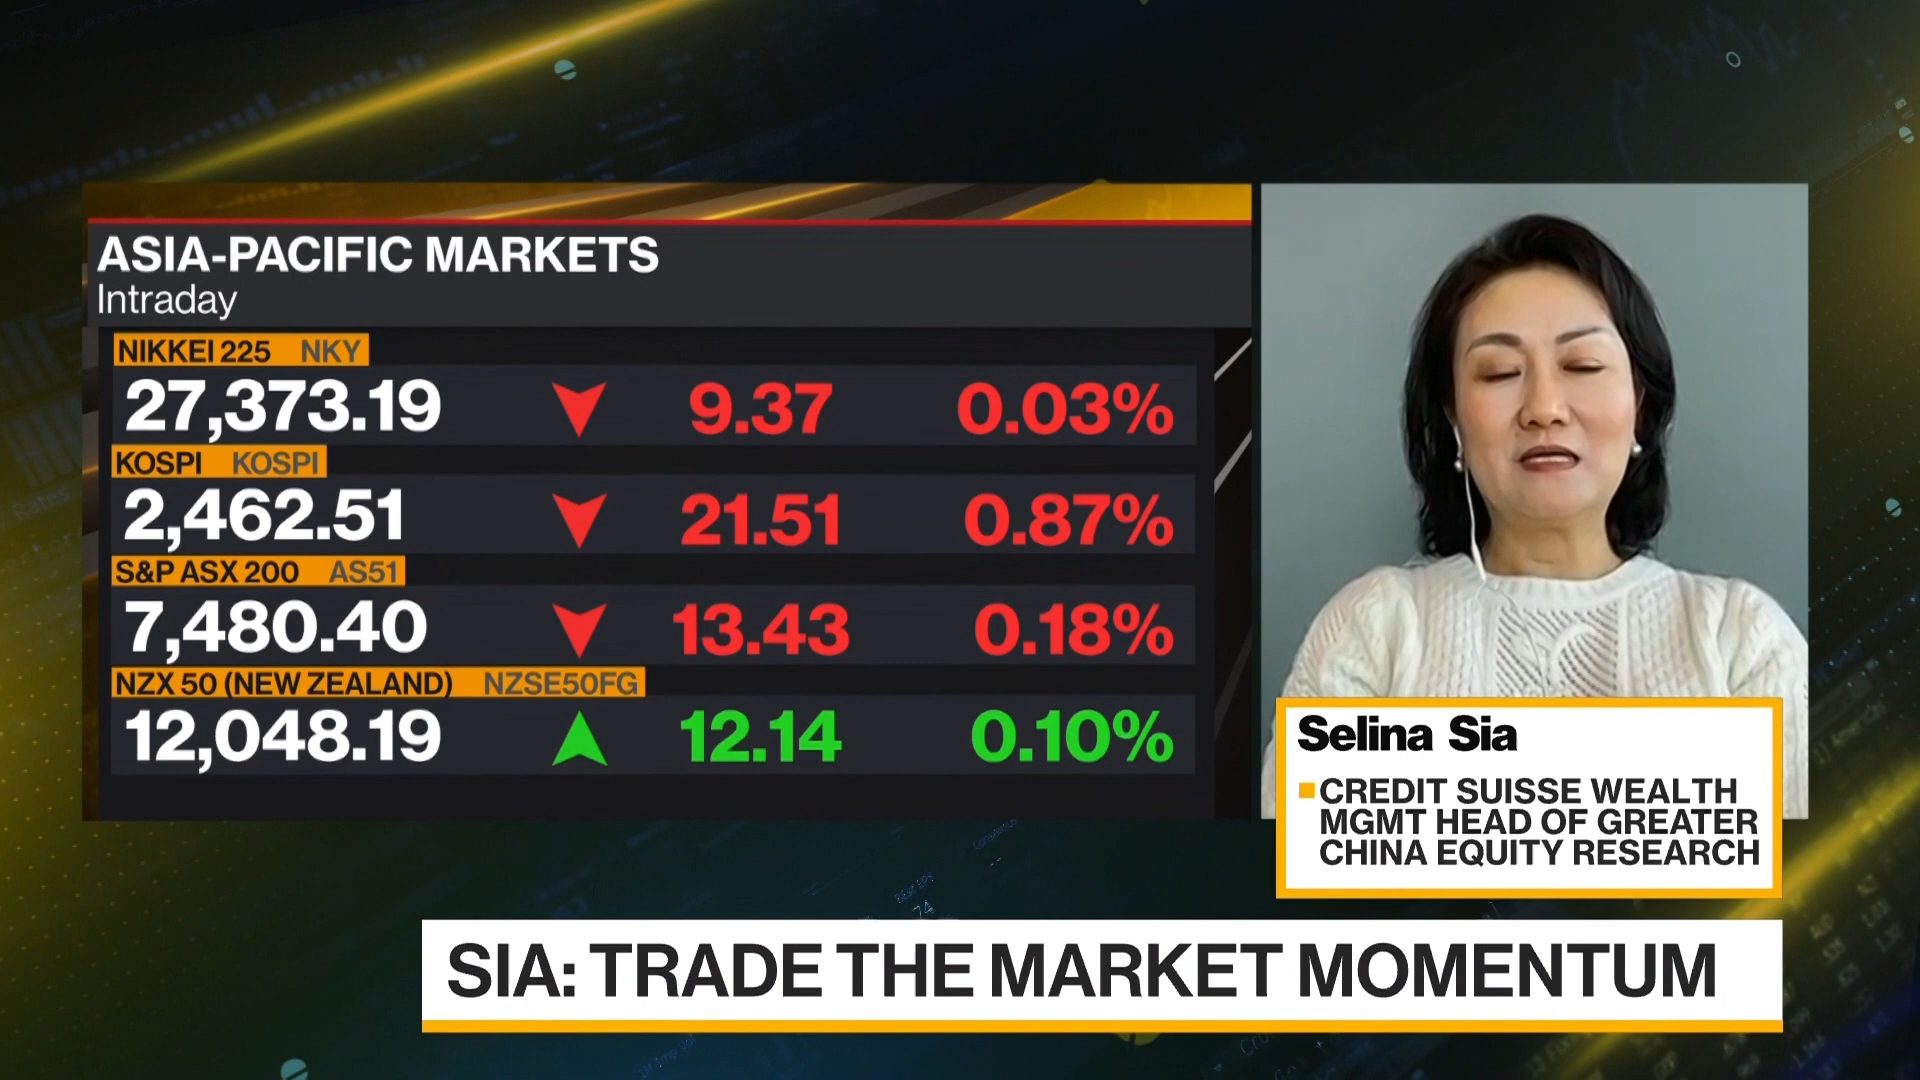 ASIA-PACIFIC MARKETS
Intraday
NIKKEI 225 NKY
27,373.19 9.37 0.03%
KOSPI KOSPI
2,462.51 21.51 0.87%
S&P ASX 200 AS51
7,480.40 13.43 0.18%
NZX 50 (NEW ZEALAND) NZSE50FG
12,048.19 12.14 0.10%
Selina Sia
CREDIT SUISSE WEALTH
MGMT HEAD OF GREATER
CHINA EQUITY RESEARCH
SIA: TRADE THE MARKET MOMENTUM